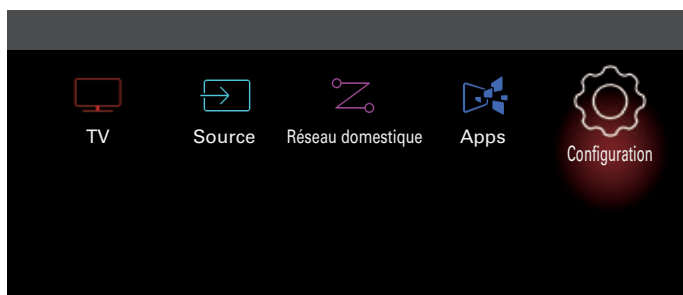 TV
Source
Réseau domestique
Apps
Configuration